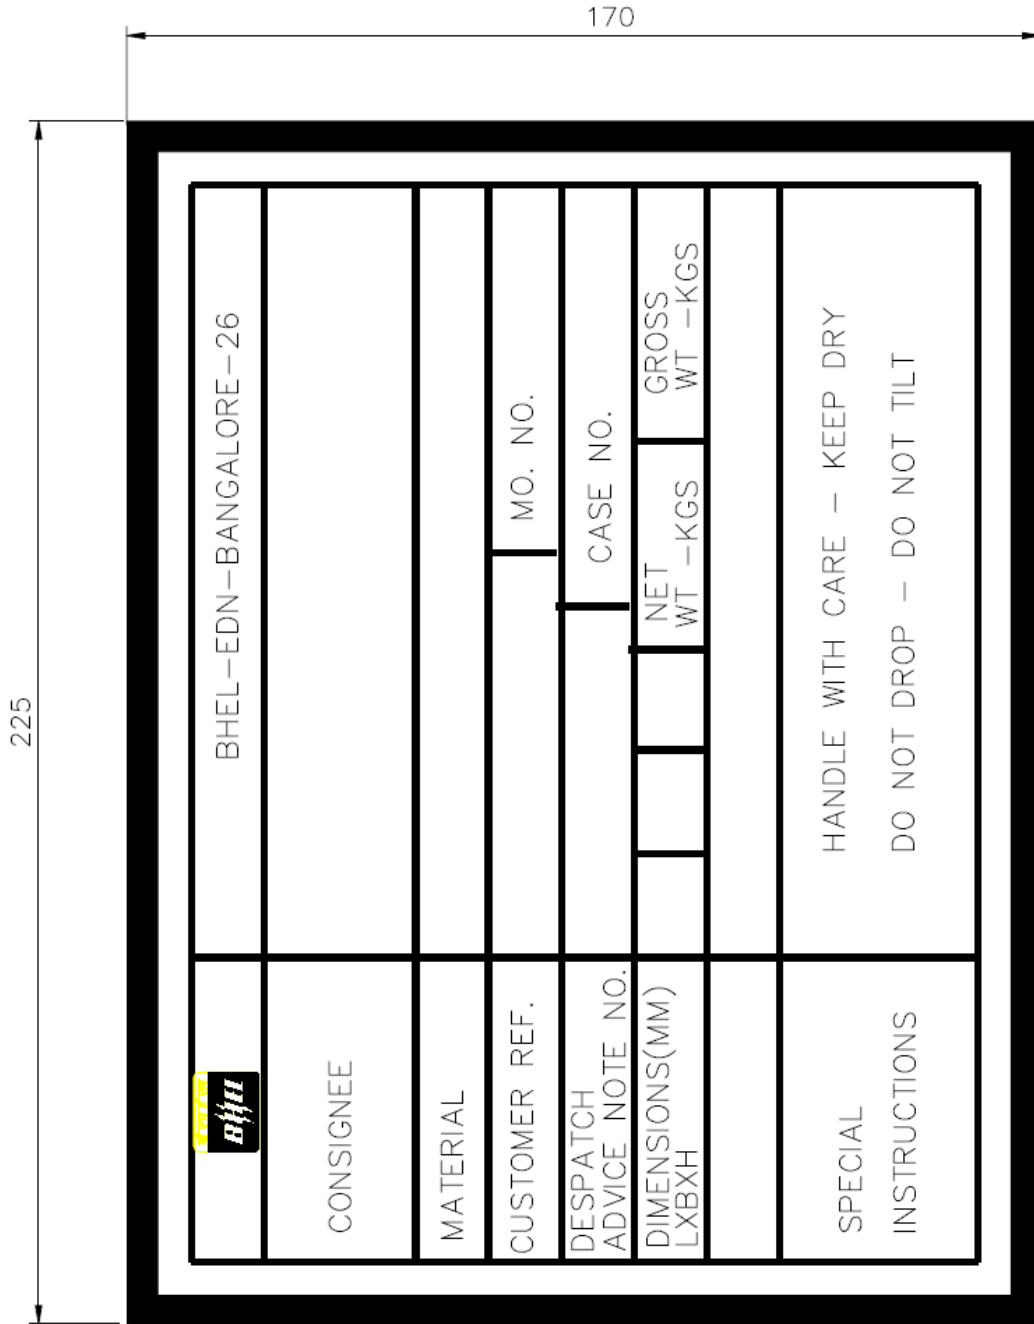 170
225
BHEL
BHEL-EDN-BANGALORE-26
CONSIGNEE
MATERIAL
CUSTOMER REF.
MO. NO.
DESPATCH
ADVICE NOTE NO.
CASE NO.
DIMENSIONS(MM)
LXBXH
NET
WT -KGS
GROSS
WT -KGS
SPECIAL
INSTRUCTIONS
HANDLE WITH CARE - KEEP DRY
DO NOT DROP - DO NOT TILT